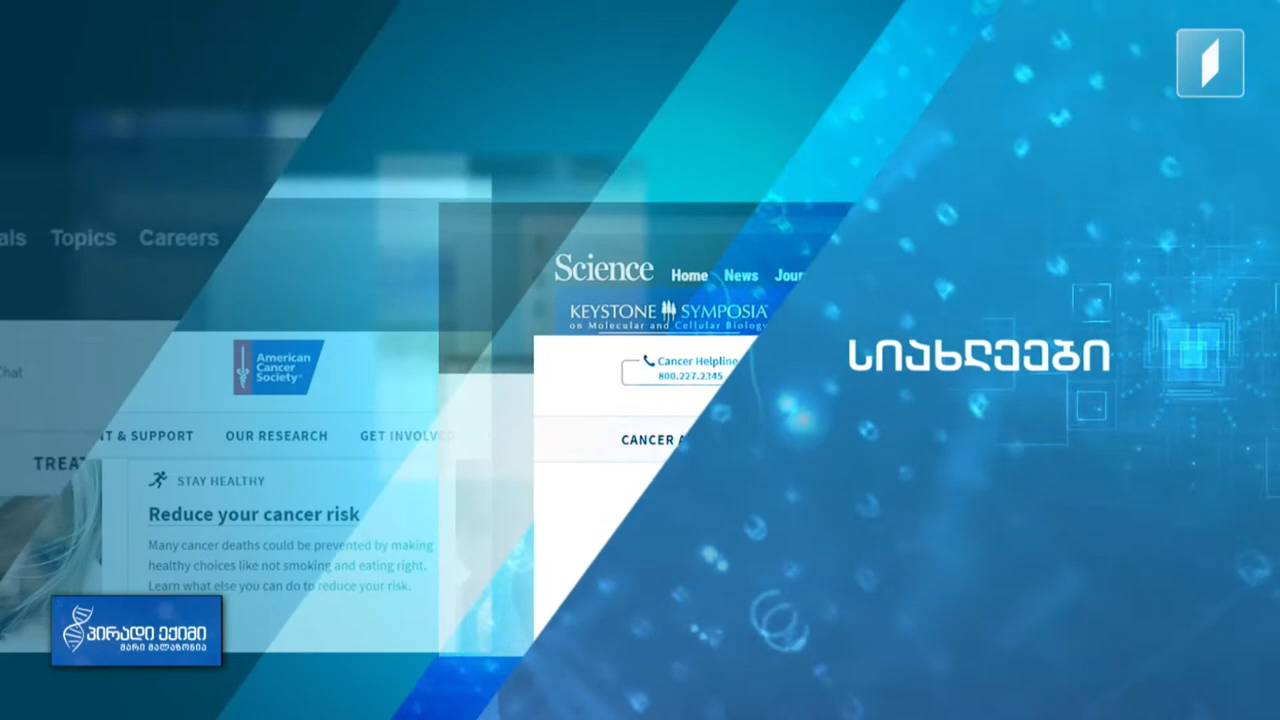 als Topics Careers
Science Home News Jour
KEYSTONE SYMPOSIA
on Molecular and Cellular Biology
American
Cancer
Society
Chat
Cancer Helpline
800.227.2345
NT & SUPPORT OUR RESEARCH GET INVOLVED
TREAT
CANCER A
STAY HEALTHY
Reduce your cancer risk
Many cancer deaths could be prevented by making
healthy choices like not smoking and eating right.
Learn what else you can do to reduce your risk.
სიახლეები
პირადი ექიმი
მარი მალაზონია